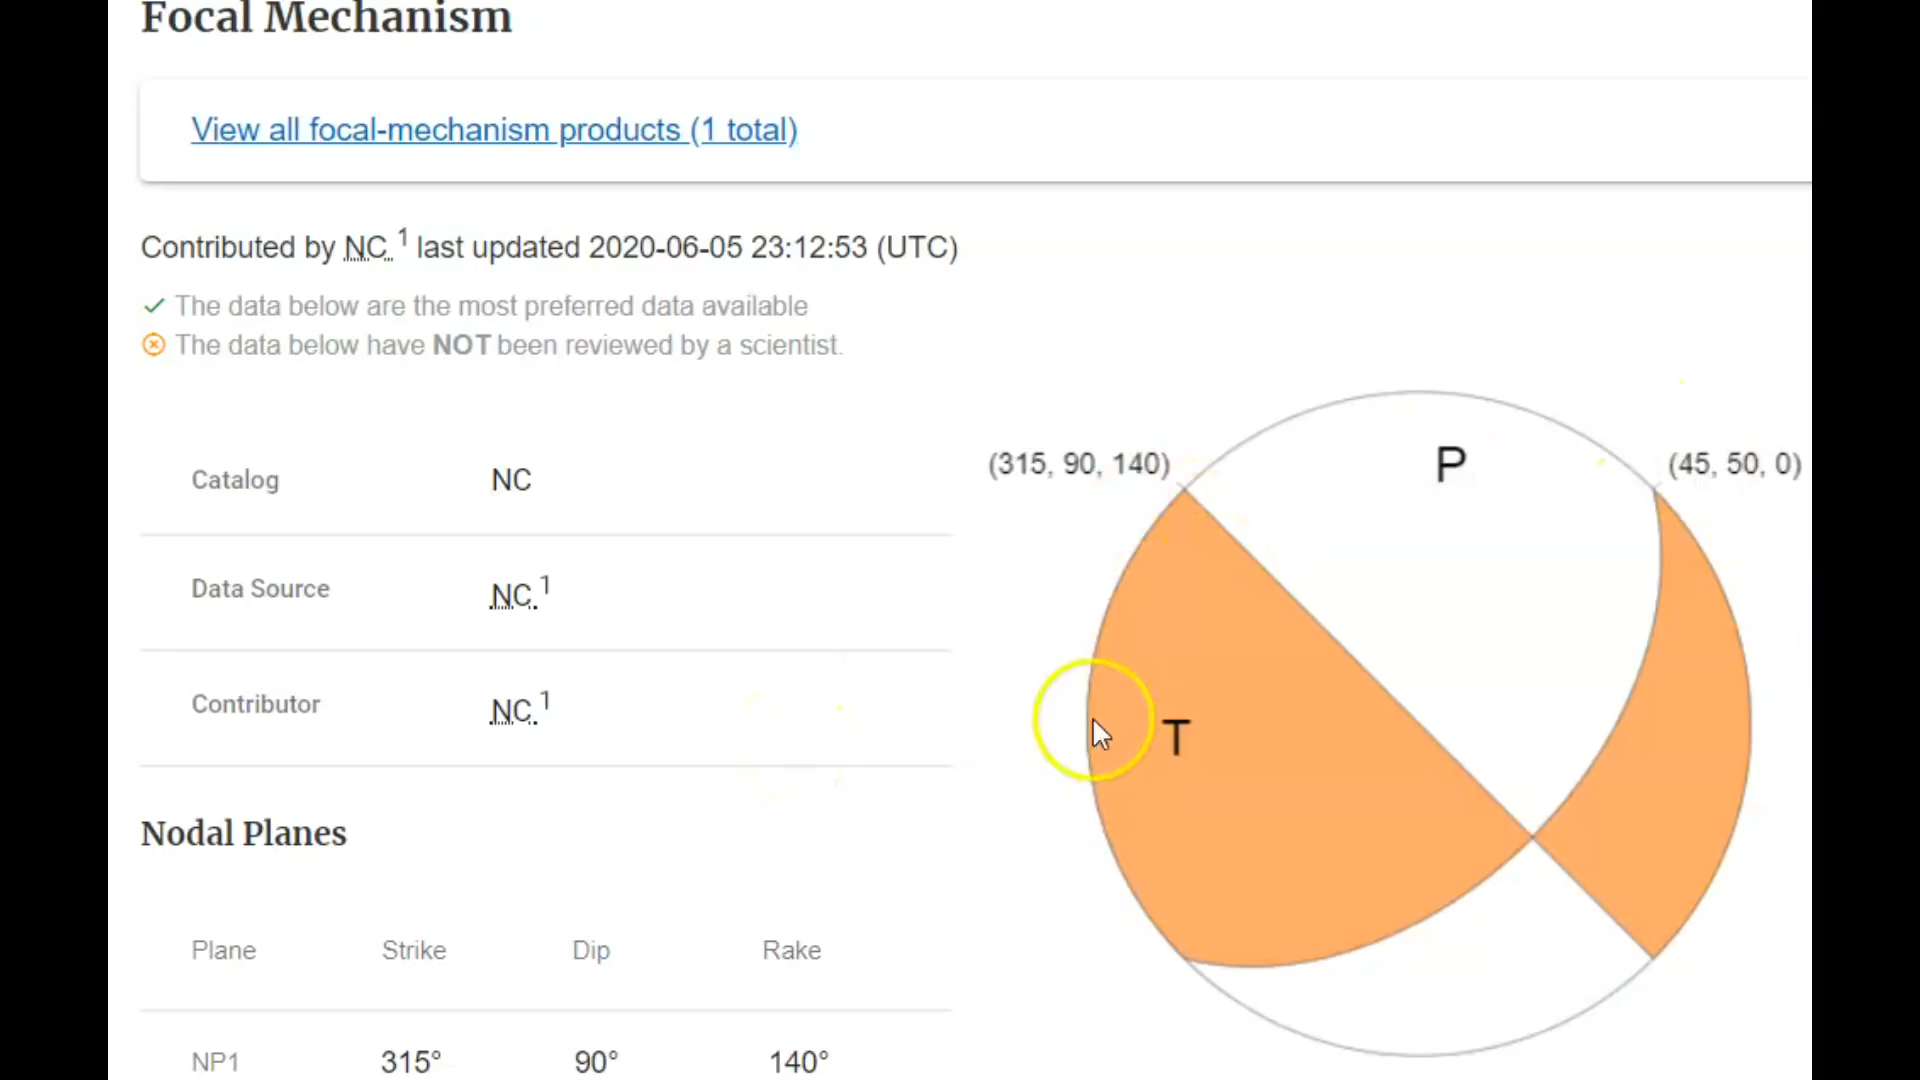 Focal Mechanism
View all focal-mechanism products (1 total)
Contributed by NC 1 last updated 2020-06-05 23:12:53 (UTC)
The data below are the most preferred data available
The data below have NOT been reviewed by a scientist.
Catalog NC
Data Source NC 1
Contributor NC 1
Nodal Planes
Plane Strike Dip Rake
NP1 315° 90° 140°
(315, 90, 140)
P
(45, 50, 0)
T